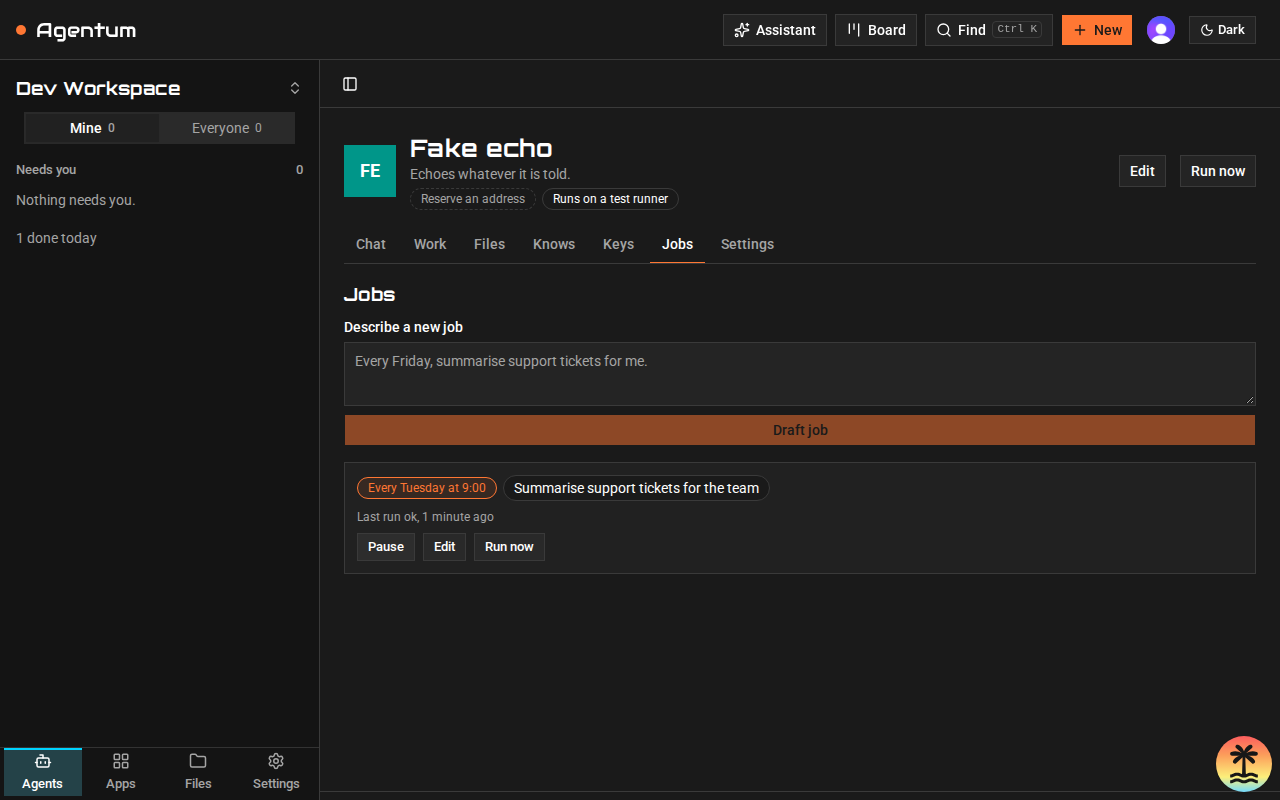 Agentum
Assistant
Board
Find Ctrl K
New
Dark
Dev Workspace
Mine 0
Everyone 0
Needs you 0
Nothing needs you.
1 done today
FE
Fake echo
Echoes whatever it is told.
Reserve an address
Runs on a test runner
Edit
Run now
Chat
Work
Files
Knows
Keys
Jobs
Settings
Jobs
Describe a new job
Every Friday, summarise support tickets for me.
Draft job
Every Tuesday at 9:00
Summarise support tickets for the team
Last run ok, 1 minute ago
Pause
Edit
Run now
Agents
Apps
Files
Settings